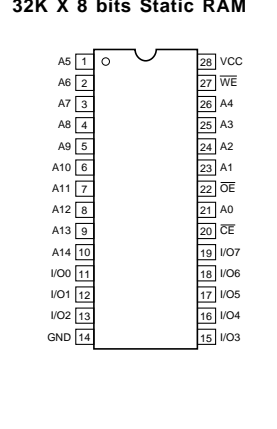 32K X 8 bits Static RAM
A5 1 28 VCC
A6 2 27 W̅E̅
A7 3 26 A4
A8 4 25 A3
A9 5 24 A2
A10 6 23 A1
A11 7 22 O̅E̅
A12 8 21 A0
A13 9 20 C̅E̅
A14 10 19 I/O7
I/O0 11 18 I/O6
I/O1 12 17 I/O5
I/O2 13 16 I/O4
GND 14 15 I/O3